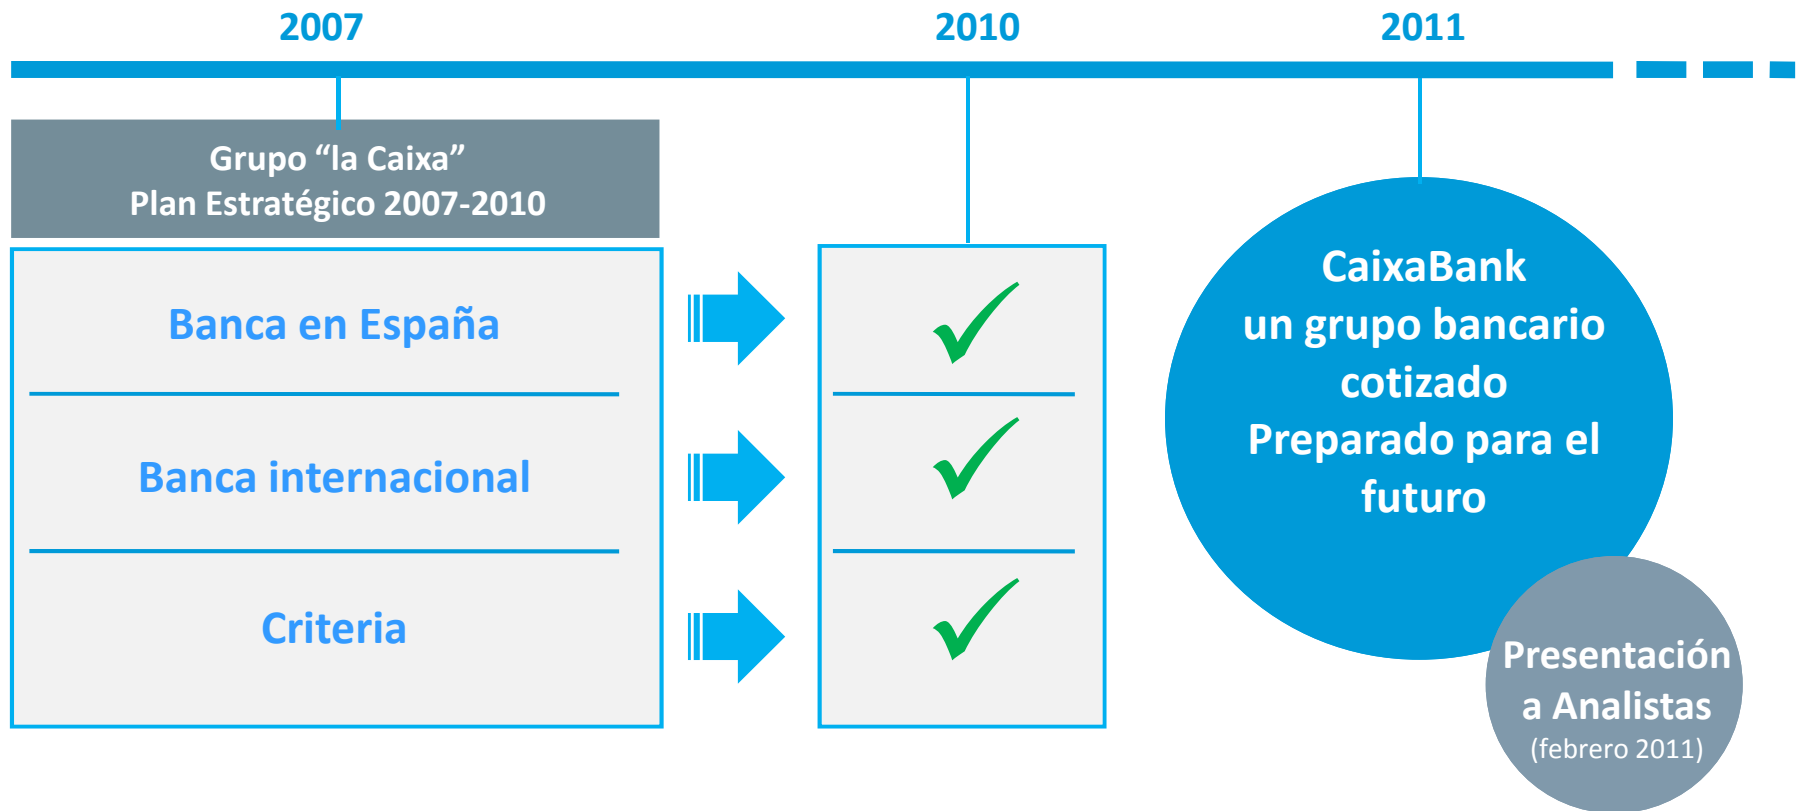 2007
2010
2011
Grupo “la Caixa”
Plan Estratégico 2007-2010
Banca en España
Banca internacional
Criteria
CaixaBank
un grupo bancario
cotizado
Preparado para el
futuro
Presentación
a Analistas
(febrero 2011)